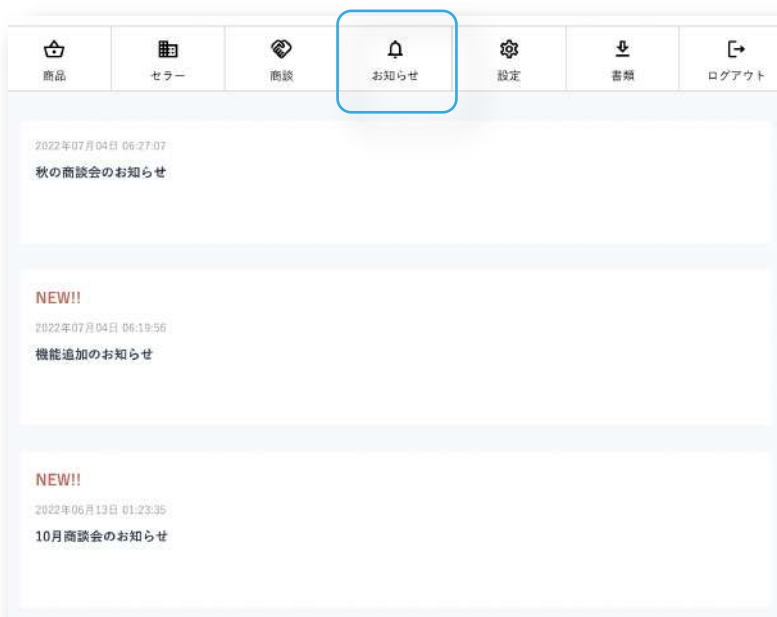 商品
セラー
商談
お知らせ
設定
書類
ログアウト
2022年07月04日 06:27:07
秋の商談会のお知らせ
NEW!!
2022年07月04日 06:19:56
機能追加のお知らせ
NEW!!
2022年06月13日 01:23:35
10月商談会のお知らせ